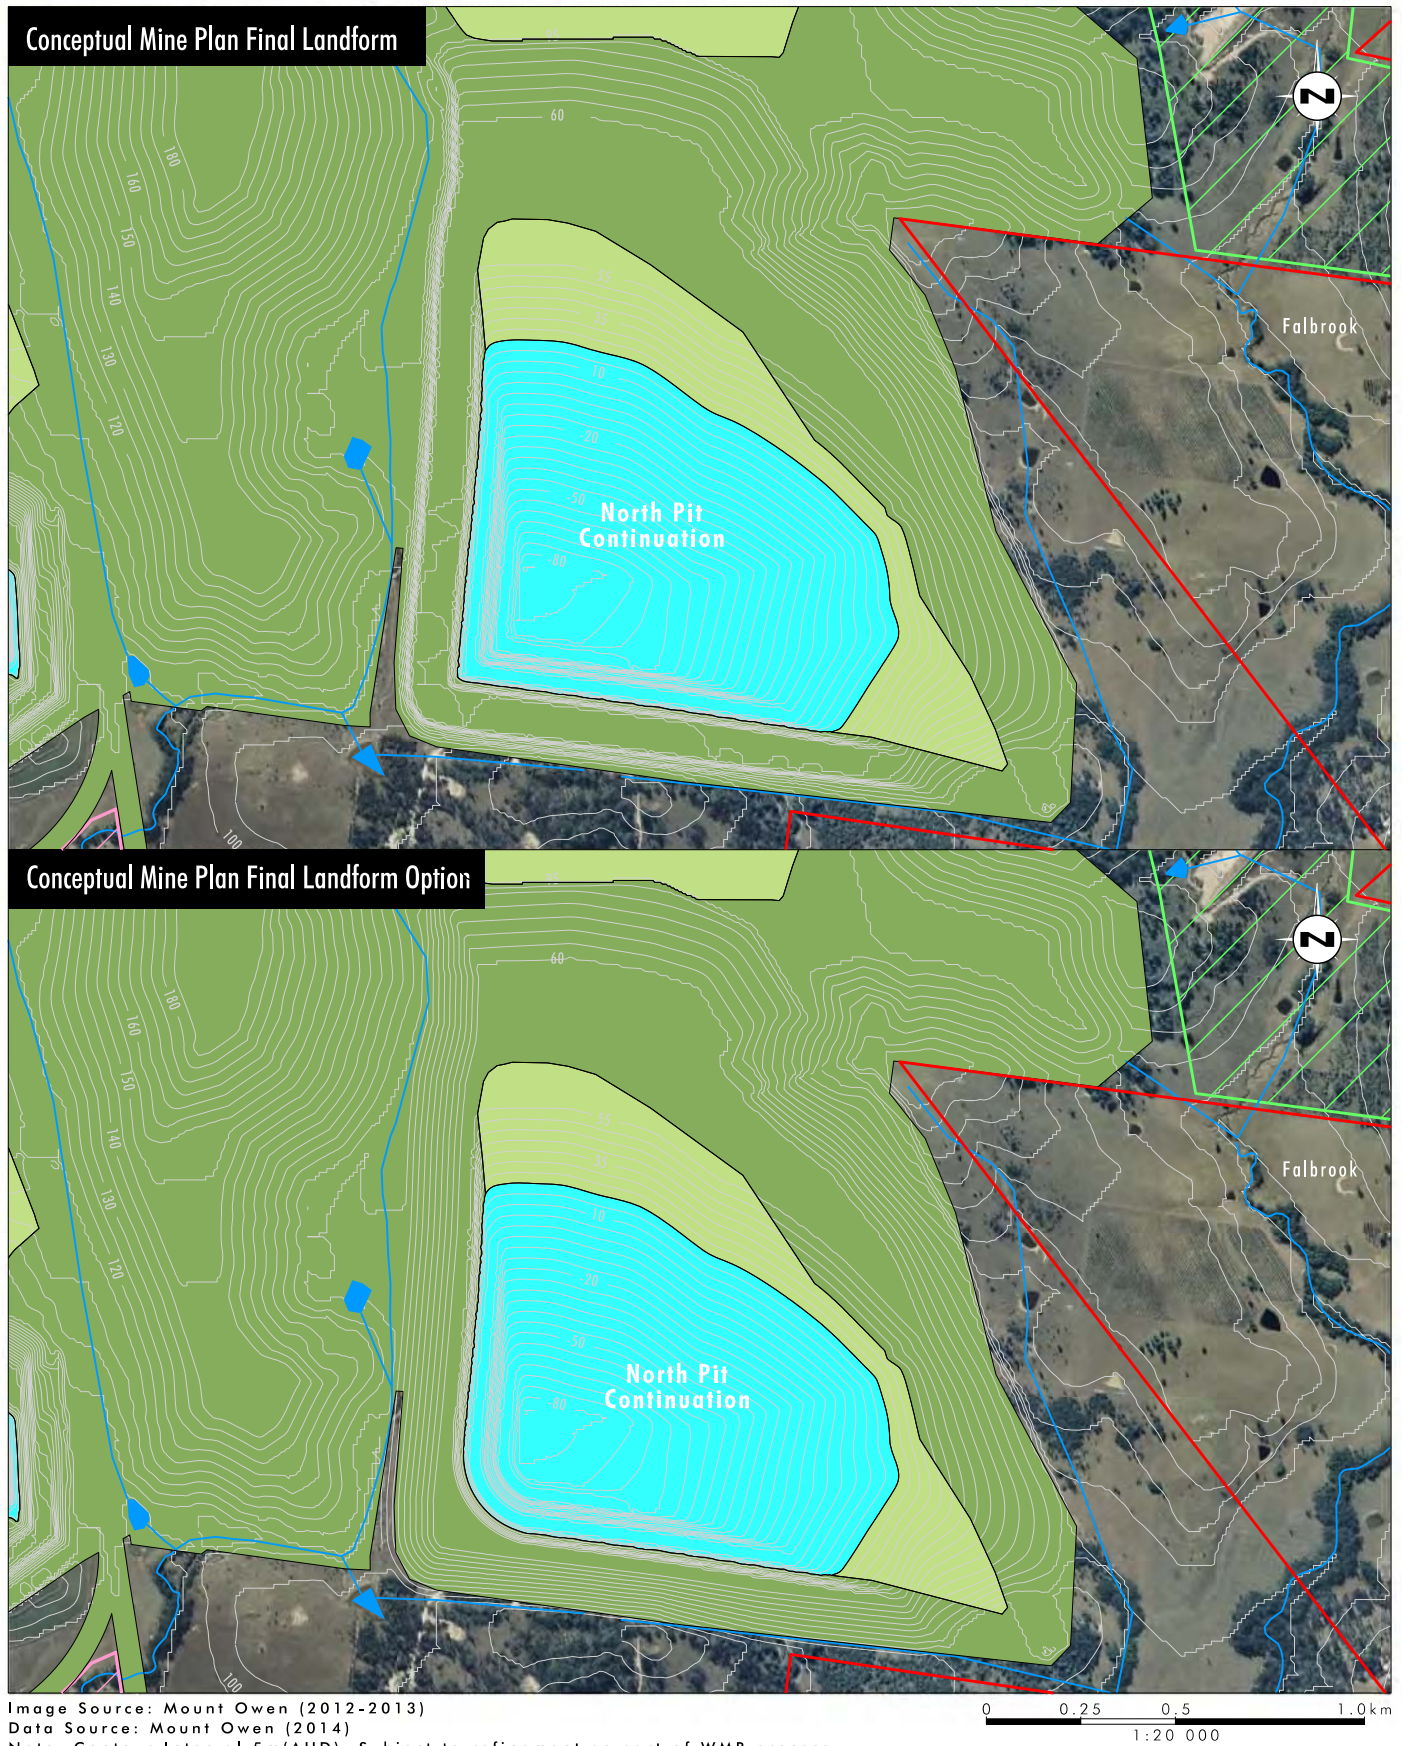 Conceptual Mine Plan Final Landform
N
60
180
160
150
140
130
120
10
-20
-50
-80
100
North Pit
Continuation
Falbrook
Conceptual Mine Plan Final Landform Option
N
60
180
160
150
140
130
120
10
-20
-50
-80
100
North Pit
Continuation
Falbrook
Image Source: Mount Owen (2012-2013)
Data Source: Mount Owen (2014)
0 0.25 0.5 1.0km
1:20 000